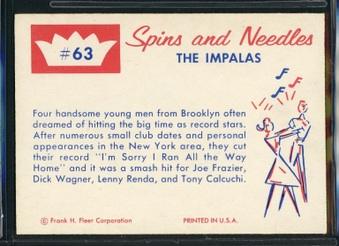 #63
Spins and Needles
THE IMPALAS
Four handsome young men from Brooklyn often
dreamed of hitting the big time as record stars.
After numerous small club dates and personal
appearances in the New York area, they cut
their record "I'm Sorry I Ran All the Way
Home" and it was a smash hit for Joe Frazier,
Dick Wagner, Lenny Renda, and Tony Calcuchi.
© Frank H. Fleer Corporation
PRINTED IN U.S.A.